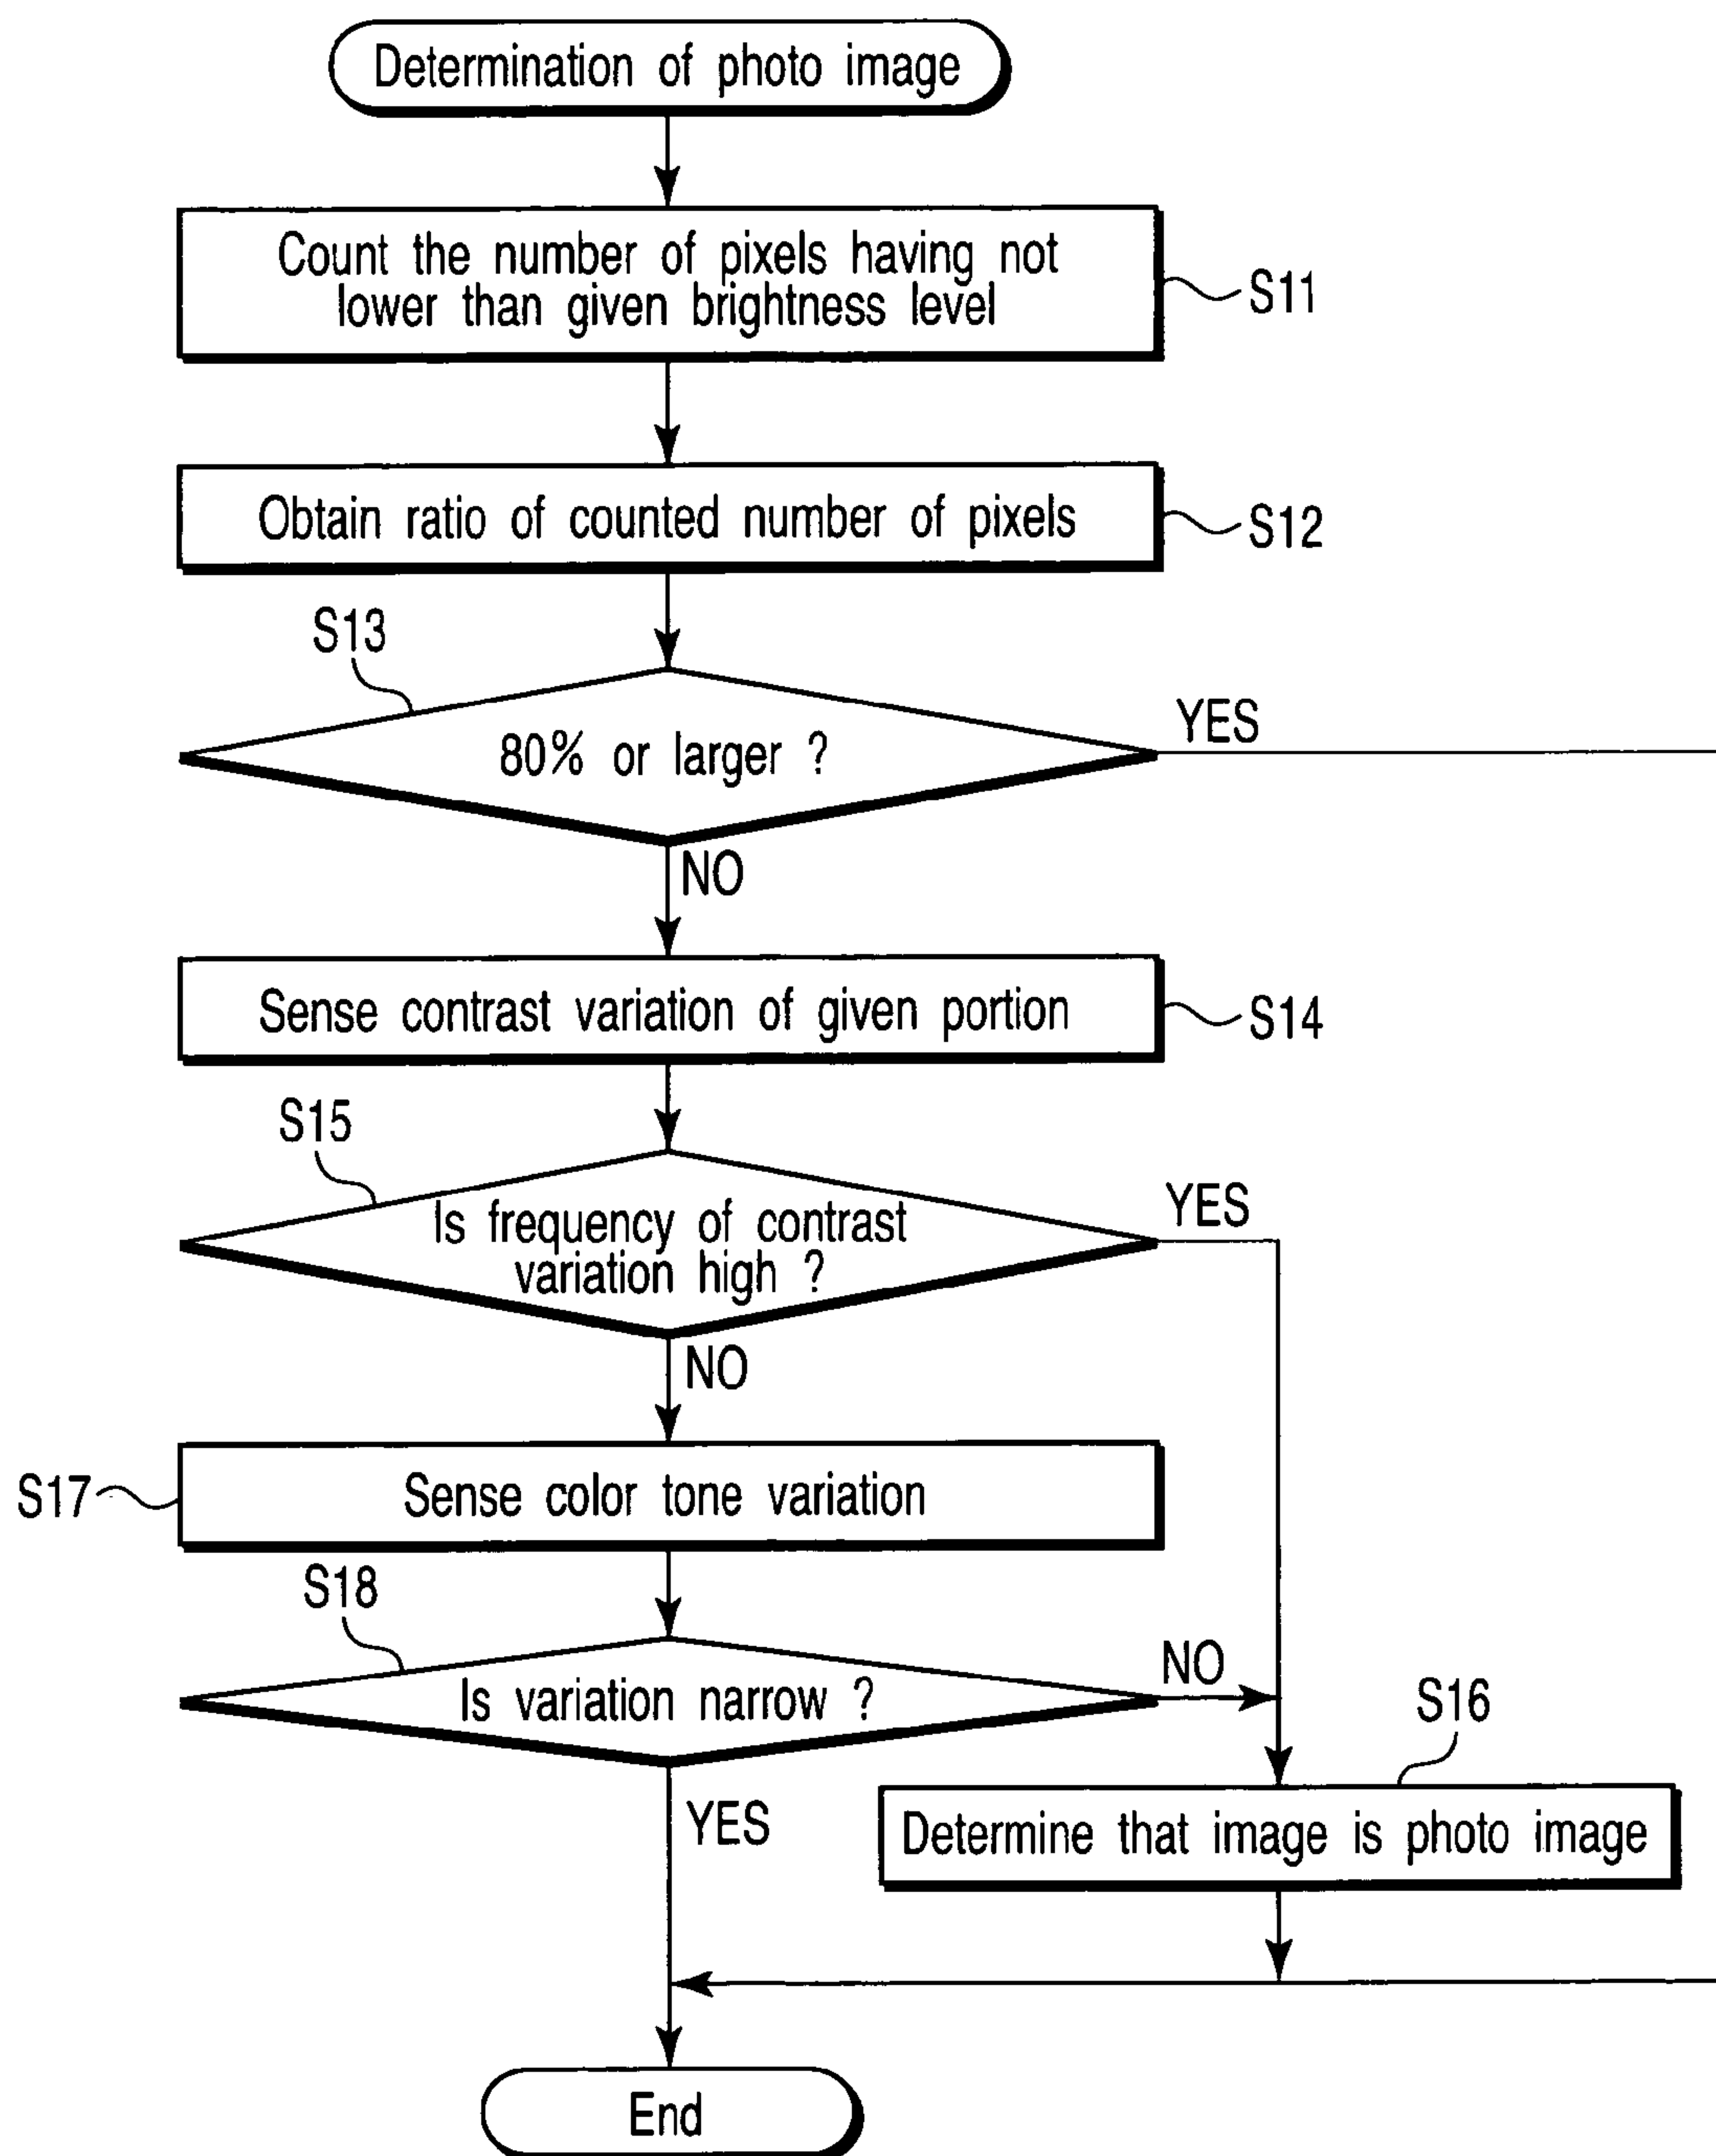 Determination of photo image
Count the number of pixels having not
lower than given brightness level
S11
Obtain ratio of counted number of pixels
S12
S13
80% or larger ?
YES
NO
Sense contrast variation of given portion
S14
S15
Is frequency of contrast
variation high ?
YES
NO
S17
Sense color tone variation
S18
Is variation narrow ?
NO
YES
S16
Determine that image is photo image
End